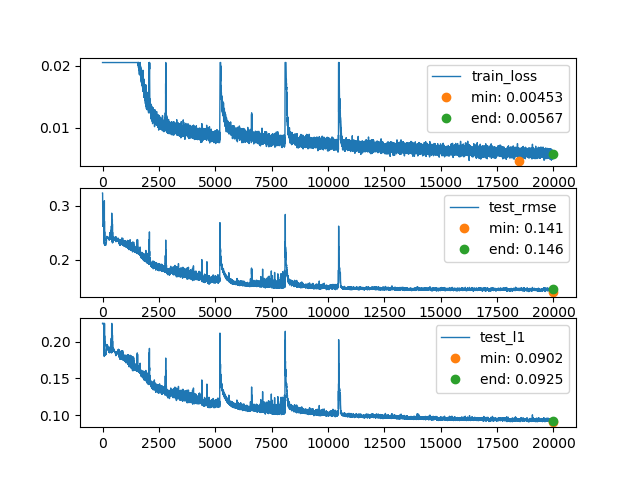 0.02
0.01
train_loss
min: 0.00453
end: 0.00567
0 2500 5000 7500 10000 12500 15000 17500 20000
0.3
0.2
test_rmse
min: 0.141
end: 0.146
0 2500 5000 7500 10000 12500 15000 17500 20000
0.20
0.15
0.10
test_l1
min: 0.0902
end: 0.0925
0 2500 5000 7500 10000 12500 15000 17500 20000